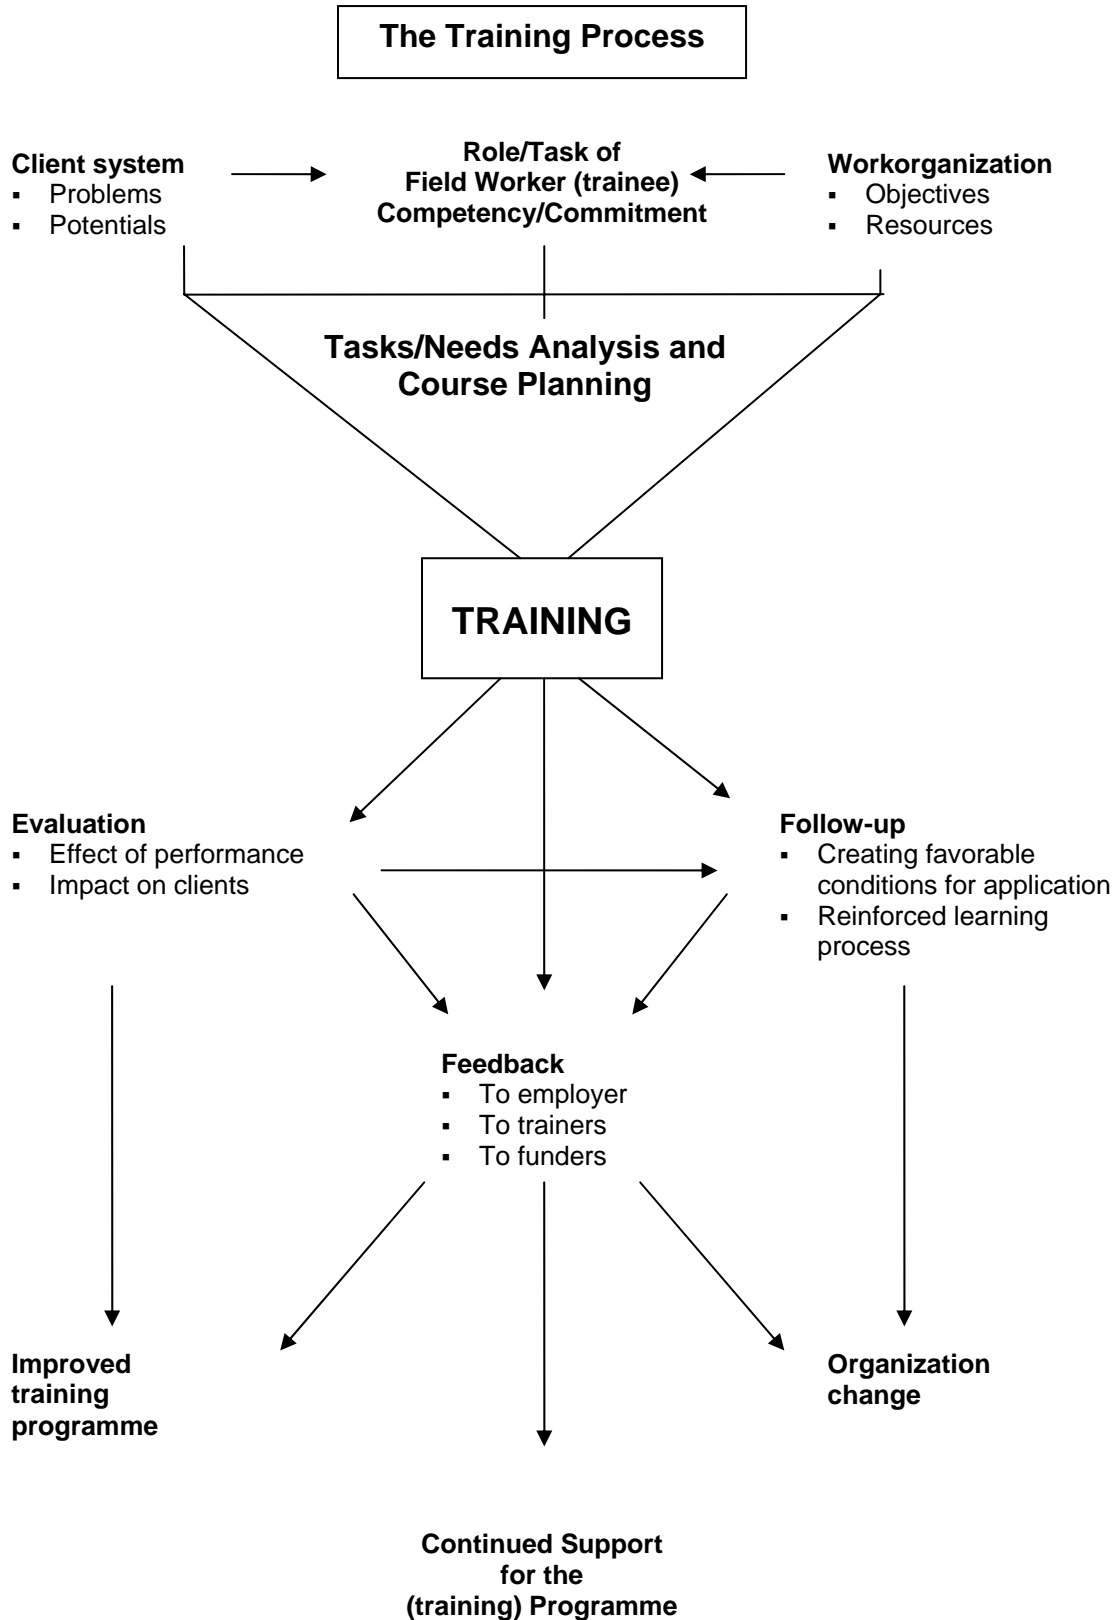 The Training Process
Client system
▪ Problems
▪ Potentials
Role/Task of
Field Worker (trainee)
Competency/Commitment
Workorganization
▪ Objectives
▪ Resources
Tasks/Needs Analysis and
Course Planning
TRAINING
Evaluation
▪ Effect of performance
▪ Impact on clients
Follow-up
▪ Creating favorable
conditions for application
▪ Reinforced learning
process
Feedback
▪ To employer
▪ To trainers
▪ To funders
Improved
training
programme
Organization
change
Continued Support
for the
(training) Programme